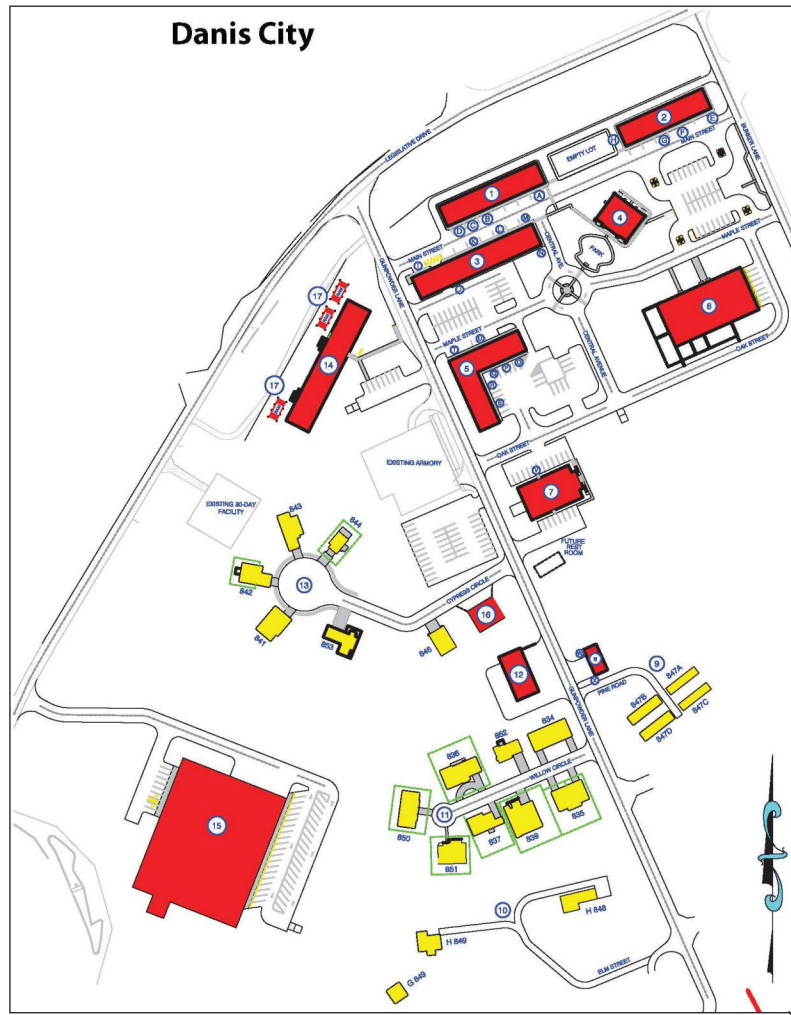 Danis City
LEGISLATIVE DRIVE
BUNKER LANE
2
E
F
G
H
MAIN STREET
EMPTY LOT
1
A
B
C
D
4
M
L
K
MAIN STREET
I
3
N
J
CENTRAL AVE.
PARK
MAPLE STREET
GUNPOWDER LANE
17
14
17
6
MAPLE STREET
5
CENTRAL AVENUE
OAK STREET
OAK STREET
EXISTING ARMORY
7
EXISTING 90-DAY
FACILITY
FUTURE
REST
ROOM
843
844
842
13
841
853
CYPRESS CIRCLE
846
16
12
9
PINE ROAD
847A
847B
847C
847D
GUNPOWDER LANE
836
852
834
WILLOW CIRCLE
850
11
851
837
839
835
15
10
H 848
H 849
G 849
ELM STREET